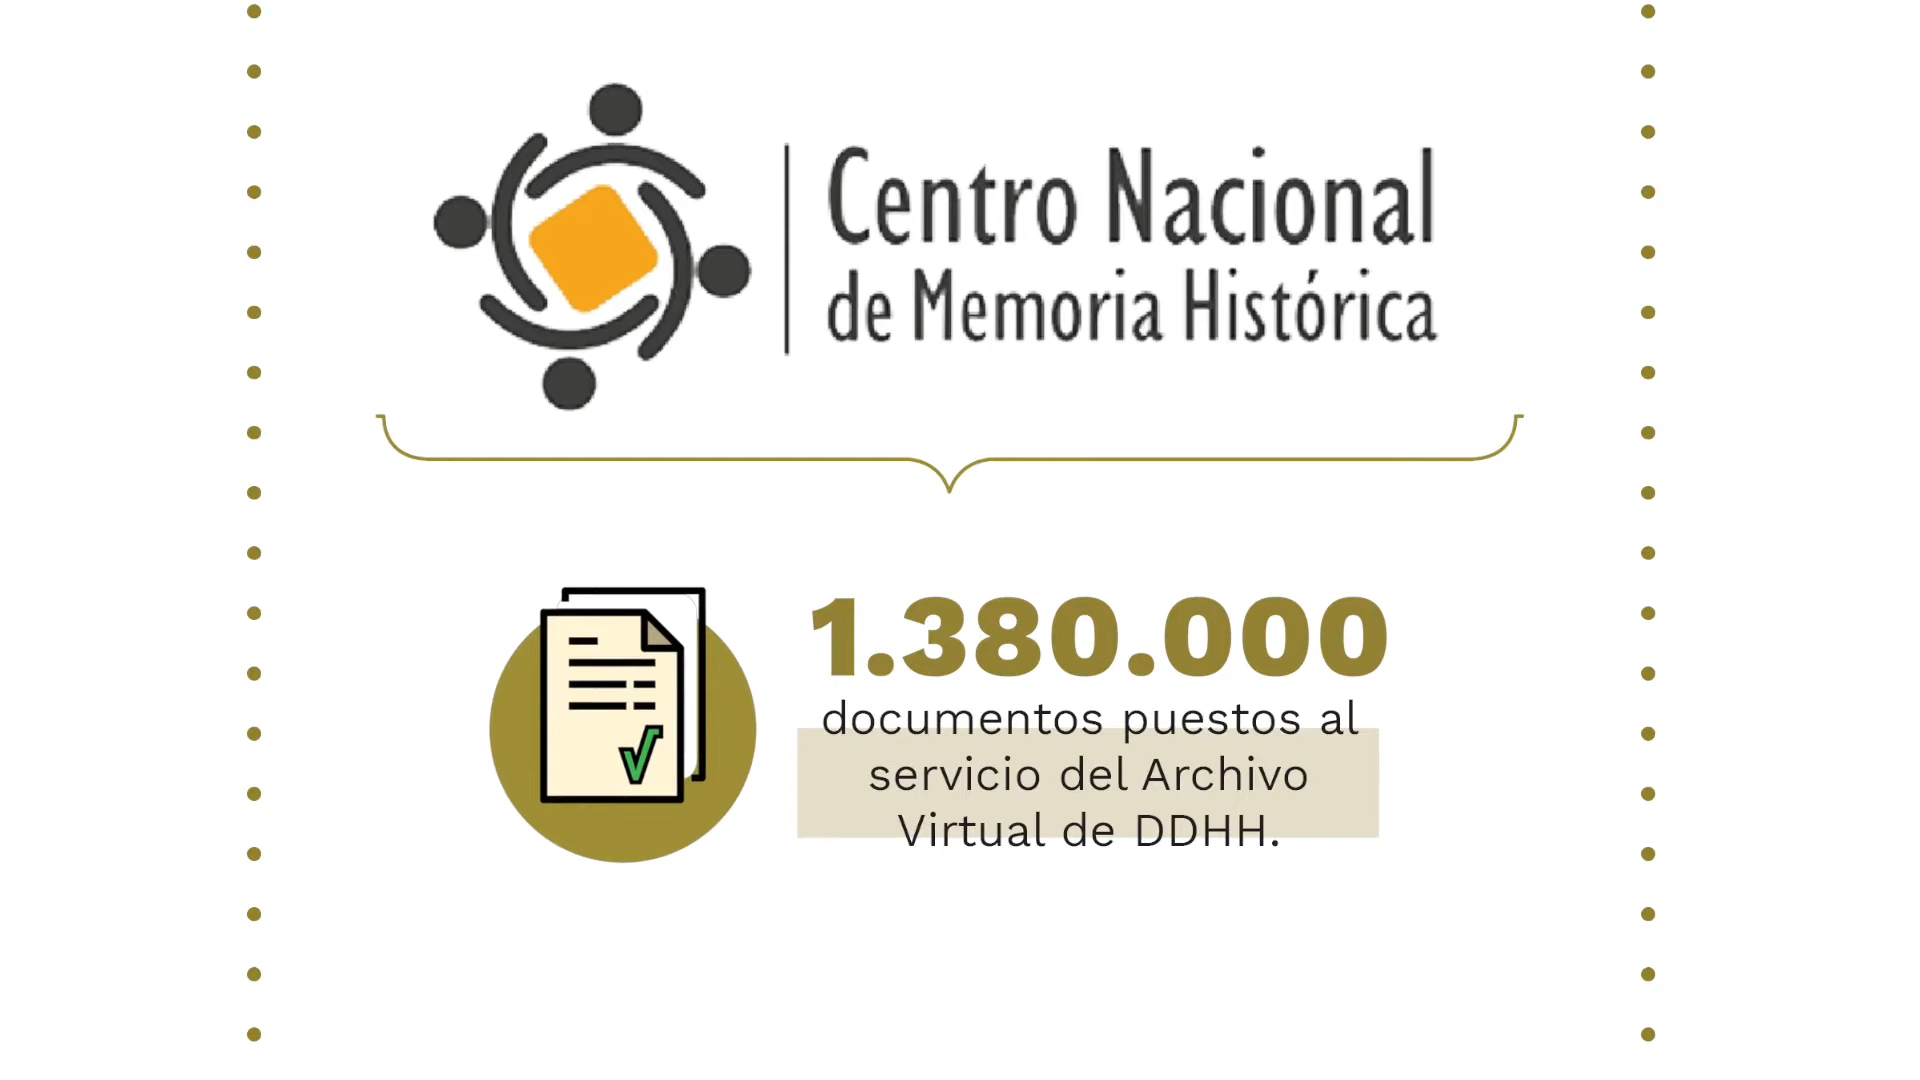 Centro Nacional
de Memoria Histórica
1.380.000
documentos puestos al
servicio del Archivo
Virtual de DDHH.